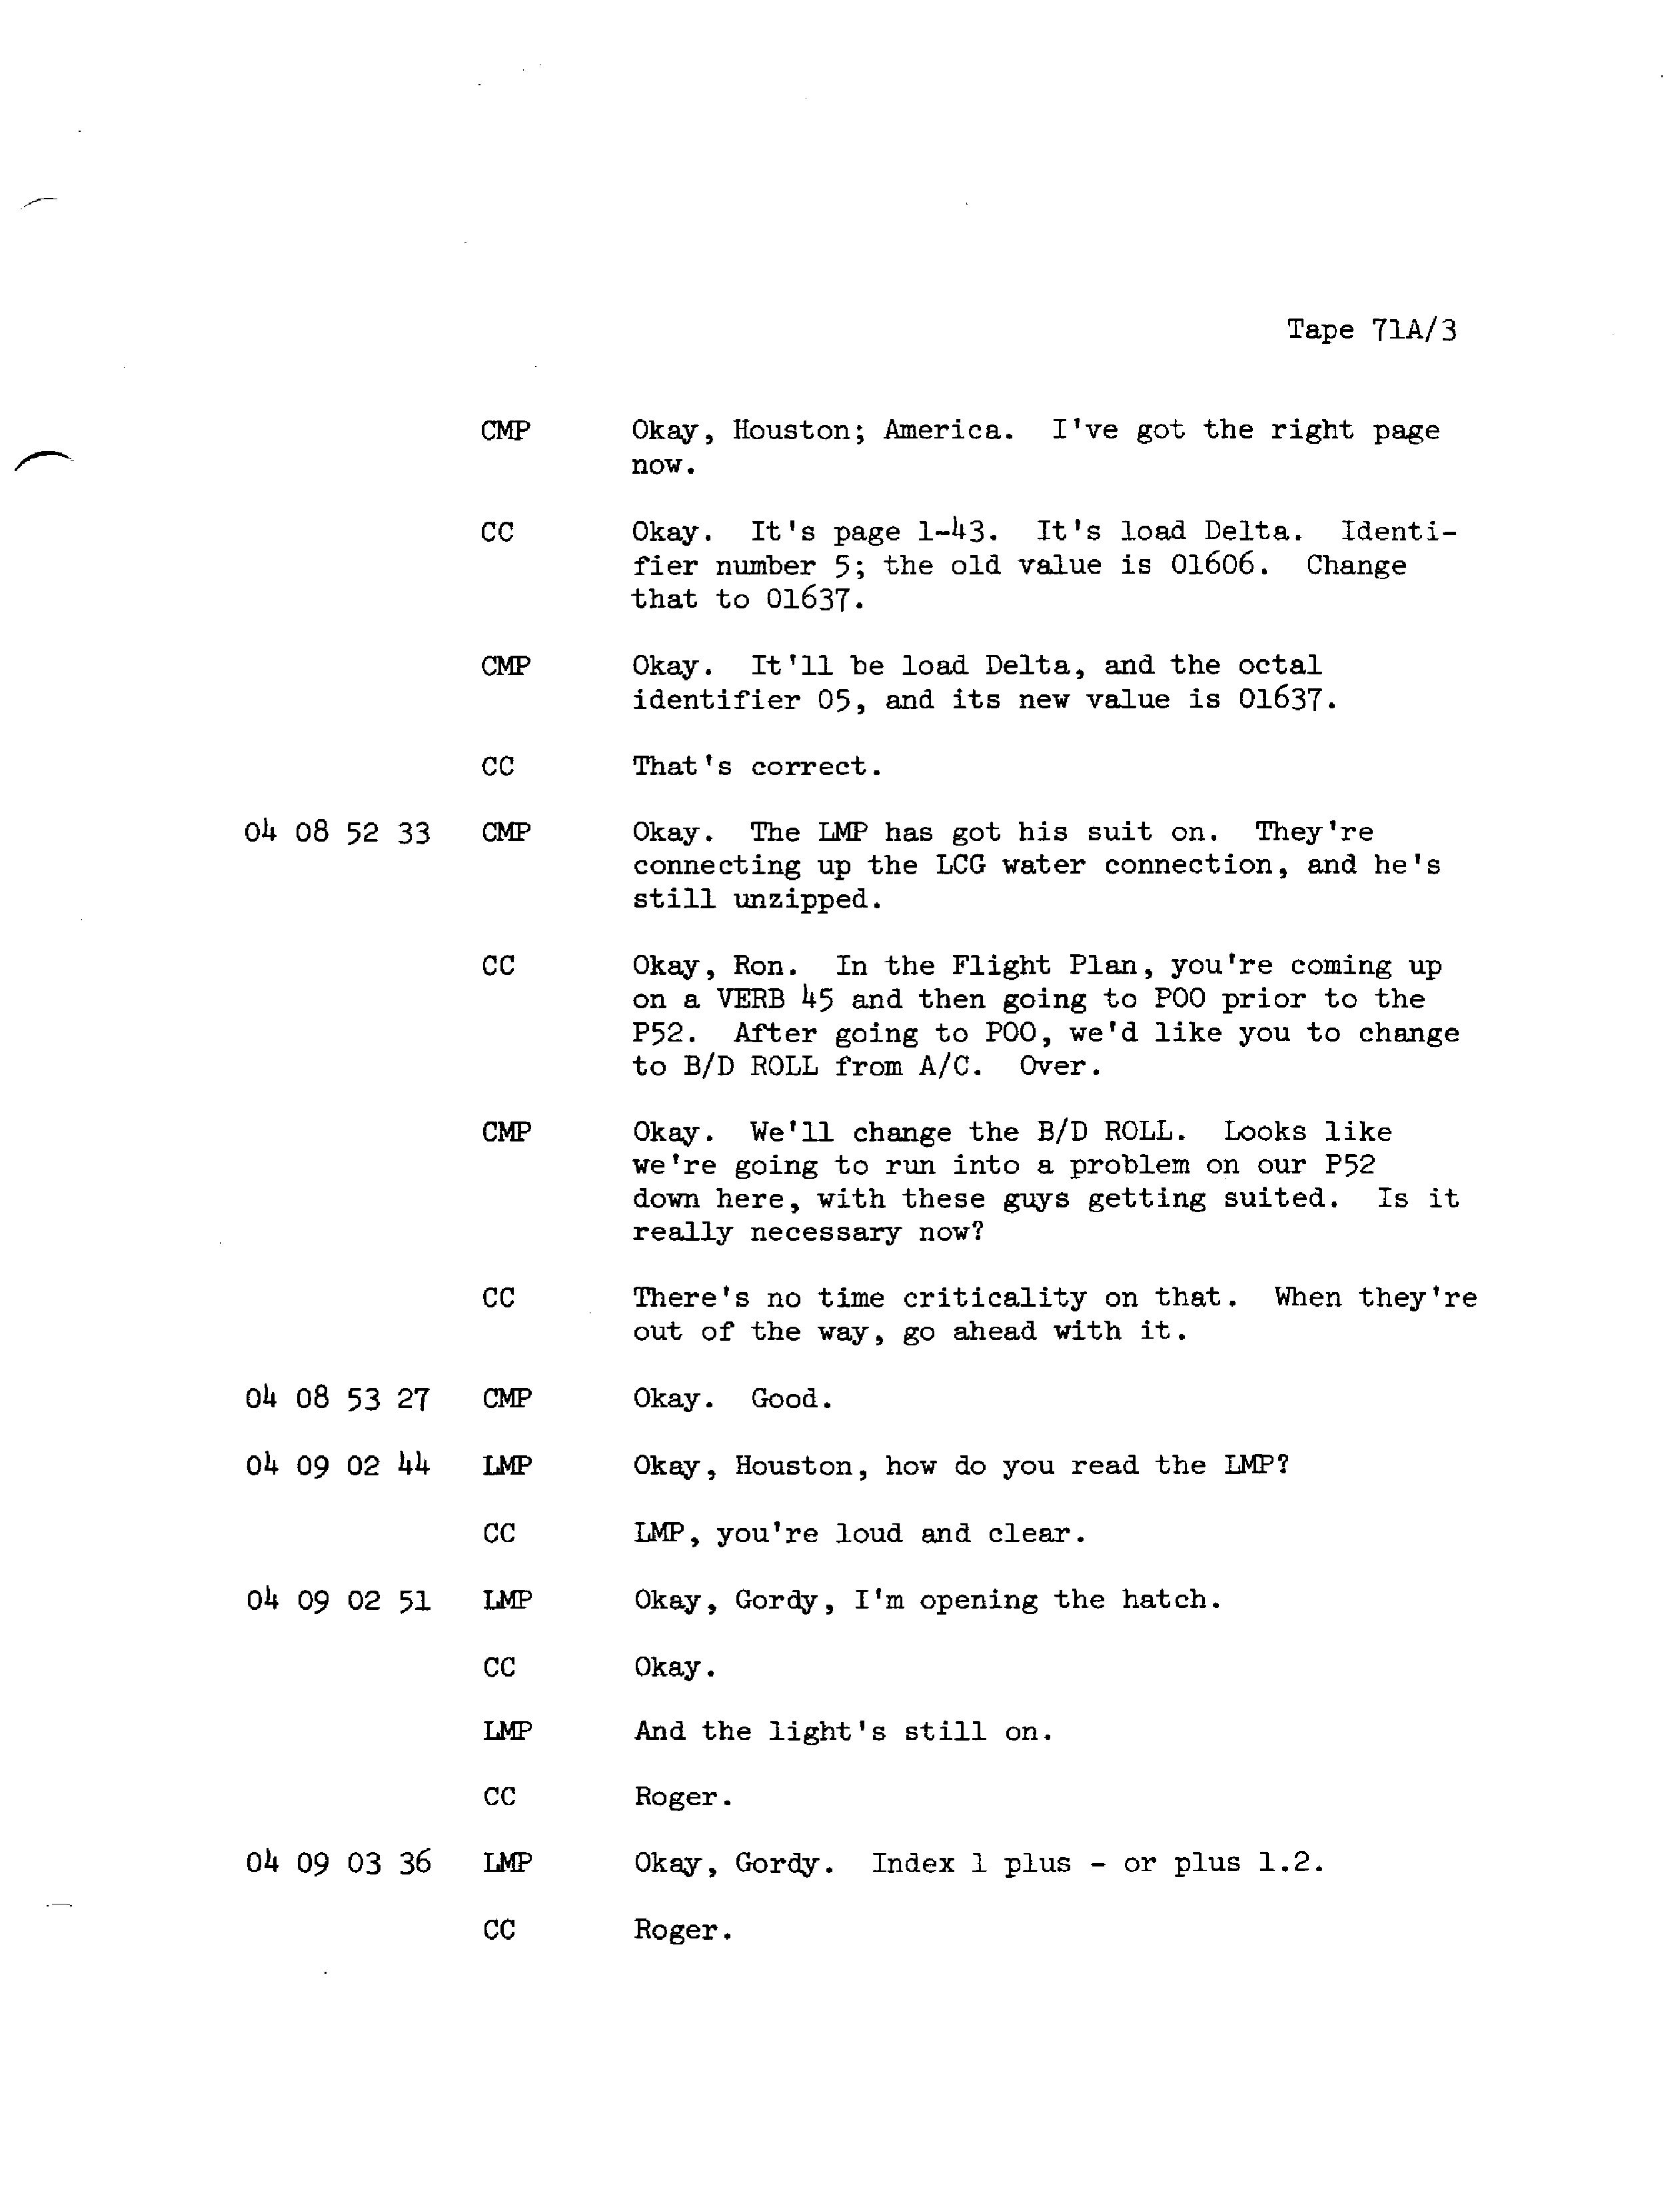 Tape 71A/3
CMP Okay, Houston; America. I've got the right page
now.
CC Okay. It's page 1-43. It's load Delta. Identi-
fier number 5; the old value is 01606. Change
that to 01637.
CMP Okay. It'll be load Delta, and the octal
identifier 05, and its new value is 01637.
CC That's correct.
04 08 52 33 CMP Okay. The LMP has got his suit on. They're
connecting up the LCG water connection, and he's
still unzipped.
CC Okay, Ron. In the Flight Plan, you're coming up
on a VERB 45 and then going to POO prior to the
P52. After going to POO, we'd like you to change
to B/D ROLL from A/C. Over.
CMP Okay. We'll change the B/D ROLL. Looks like
we're going to run into a problem on our P52
down here, with these guys getting suited. Is it
really necessary now?
CC There's no time criticality on that. When they're
out of the way, go ahead with it.
04 08 53 27 CMP Okay. Good.
04 09 02 44 LMP Okay, Houston, how do you read the LMP?
CC LMP, you're loud and clear.
04 09 02 51 LMP Okay, Gordy, I'm opening the hatch.
CC Okay.
LMP And the light's still on.
CC Roger.
04 09 03 36 LMP Okay, Gordy. Index 1 plus - or plus 1.2.
CC Roger.